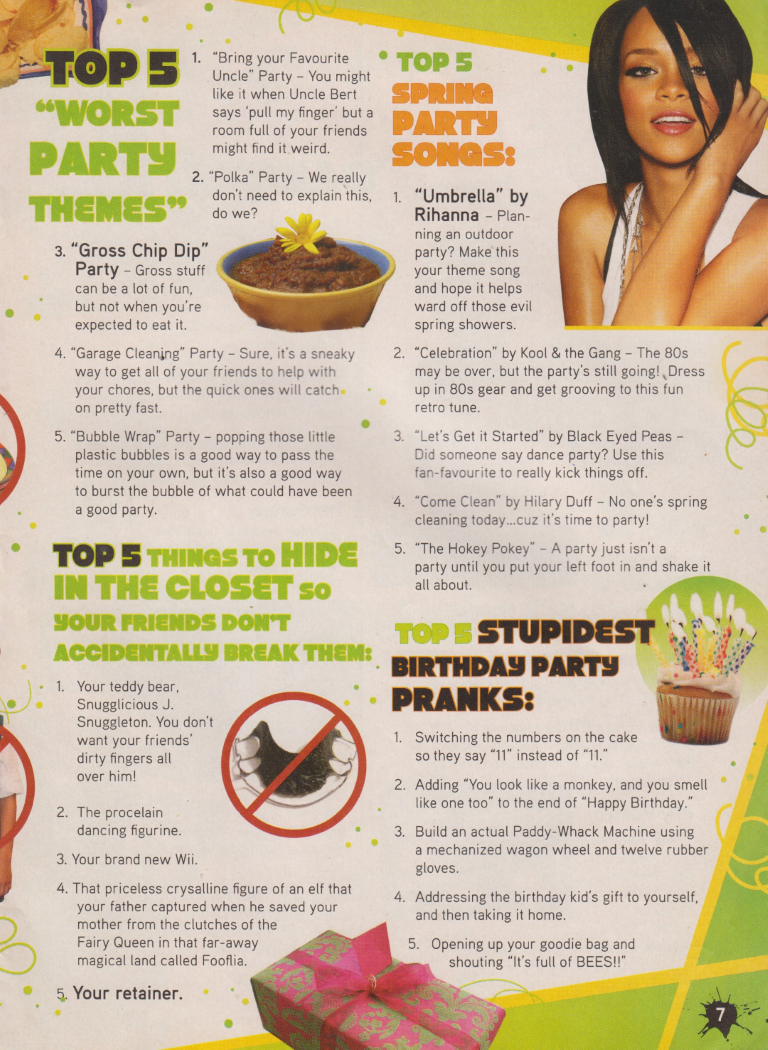 TOP 5
“WORST
PARTY
THEMES”
1. “Bring your Favourite
Uncle” Party – You might
like it when Uncle Bert
says ‘pull my finger’ but a
room full of your friends
might find it weird.
2. “Polka” Party – We really
don’t need to explain this,
do we?
3. “Gross Chip Dip”
Party – Gross stuff
can be a lot of fun,
but not when you’re
expected to eat it.
4. “Garage Cleaning” Party – Sure, it’s a sneaky
way to get all of your friends to help with
your chores, but the quick ones will catch
on pretty fast.
5. “Bubble Wrap” Party – popping those little
plastic bubbles is a good way to pass the
time on your own, but it’s also a good way
to burst the bubble of what could have been
a good party.
TOP 5 THINGS TO HIDE
IN THE CLOSET SO
YOUR FRIENDS DON’T
ACCIDENTALLY BREAK THEM:
1. Your teddy bear,
Snugglicious J.
Snuggleton. You don’t
want your friends’
dirty fingers all
over him!
2. The procelain
dancing figurine.
3. Your brand new Wii.
4. That priceless crysalline figure of an elf that
your father captured when he saved your
mother from the clutches of the
Fairy Queen in that far-away
magical land called Fooflia.
5. Your retainer.
TOP 5
SPRING
PARTY
SONGS:
1. “Umbrella” by
Rihanna – Plan-
ning an outdoor
party? Make this
your theme song
and hope it helps
ward off those evil
spring showers.
2. “Celebration” by Kool & the Gang – The 80s
may be over, but the party’s still going! Dress
up in 80s gear and get grooving to this fun
retro tune.
3. “Let’s Get it Started” by Black Eyed Peas –
Did someone say dance party? Use this
fan-favourite to really kick things off.
4. “Come Clean” by Hilary Duff – No one’s spring
cleaning today...cuz it’s time to party!
5. “The Hokey Pokey” – A party just isn’t a
party until you put your left foot in and shake it
all about.
TOP 5 STUPIDEST
BIRTHDAY PARTY
PRANKS:
1. Switching the numbers on the cake
so they say “11” instead of “11.”
2. Adding “You look like a monkey, and you smell
like one too” to the end of “Happy Birthday.”
3. Build an actual Paddy-Whack Machine using
a mechanized wagon wheel and twelve rubber
gloves.
4. Addressing the birthday kid’s gift to yourself,
and then taking it home.
5. Opening up your goodie bag and
shouting “It’s full of BEES!!”
7